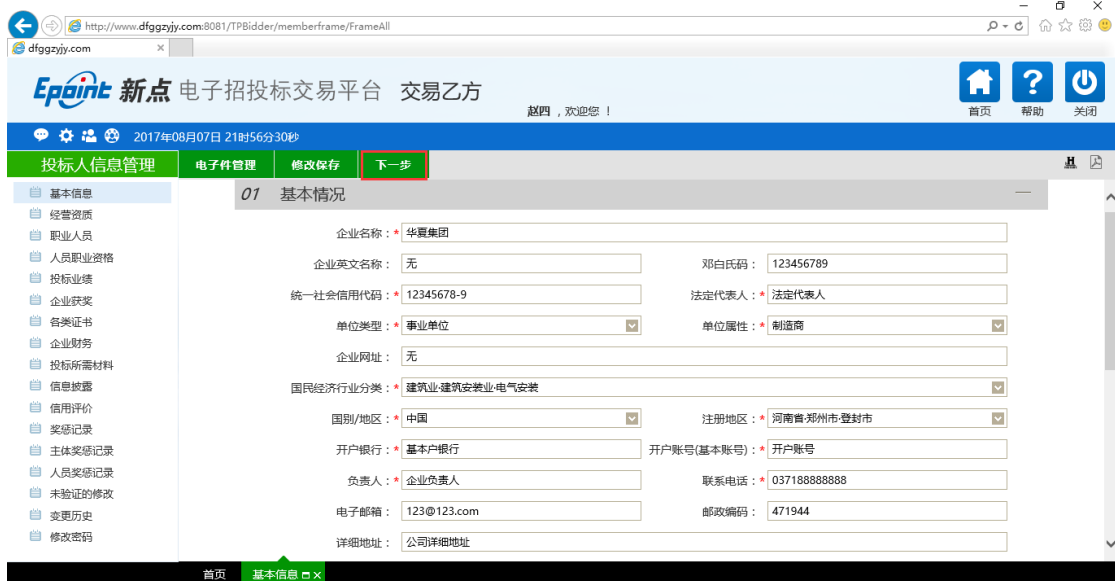 http://www.dfggzyjy.com:8081/TPBidder/memberframe/FrameAll
dfggzyjy.com
Epoint 新点 电子招投标交易平台 交易乙方
赵四 ，欢迎您 ！
首页 帮助 关闭
2017年08月07日 21时56分30秒
投标人信息管理
电子件管理 修改保存 下一步
基本信息
经营资质
职业人员
人员职业资格
投标业绩
企业获奖
各类证书
企业财务
投标所需材料
信息披露
信用评价
奖惩记录
主体奖惩记录
人员奖惩记录
未验证的修改
变更历史
修改密码
01 基本情况
企业名称：* 华夏集团
企业英文名称： 无 邓白氏码： 123456789
统一社会信用代码：* 12345678-9 法定代表人：* 法定代表人
单位类型：* 事业单位 单位属性：* 制造商
企业网址： 无
国民经济行业分类：* 建筑业·建筑安装业·电气安装
国别/地区：* 中国 注册地区：* 河南省·郑州市·登封市
开户银行：* 基本户银行 开户账号(基本账号)：* 开户账号
负责人：* 企业负责人 联系电话：* 037188888888
电子邮箱： 123@123.com 邮政编码： 471944
详细地址： 公司详细地址
首页 基本信息